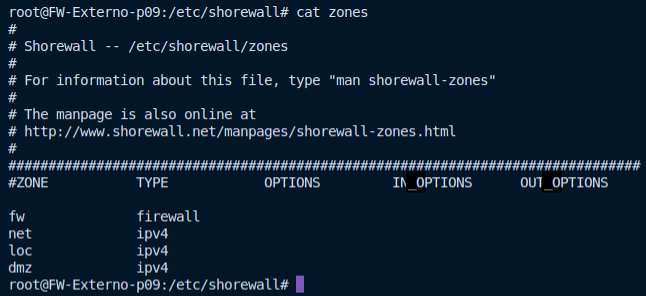 root@FW-Externo-p09:/etc/shorewall# cat zones
#
# Shorewall -- /etc/shorewall/zones
#
# For information about this file, type "man shorewall-zones"
#
# The manpage is also online at
# http://www.shorewall.net/manpages/shorewall-zones.html
#
###############################################################################
#ZONE           TYPE            OPTIONS         IN_OPTIONS      OUT_OPTIONS

fw              firewall
net             ipv4
loc             ipv4
dmz             ipv4
root@FW-Externo-p09:/etc/shorewall#